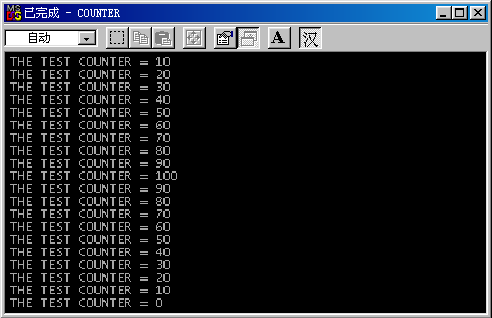 已完成 - COUNTER
自动
A 汉
THE TEST COUNTER = 10
THE TEST COUNTER = 20
THE TEST COUNTER = 30
THE TEST COUNTER = 40
THE TEST COUNTER = 50
THE TEST COUNTER = 60
THE TEST COUNTER = 70
THE TEST COUNTER = 80
THE TEST COUNTER = 90
THE TEST COUNTER = 100
THE TEST COUNTER = 90
THE TEST COUNTER = 80
THE TEST COUNTER = 70
THE TEST COUNTER = 60
THE TEST COUNTER = 50
THE TEST COUNTER = 40
THE TEST COUNTER = 30
THE TEST COUNTER = 20
THE TEST COUNTER = 10
THE TEST COUNTER = 0